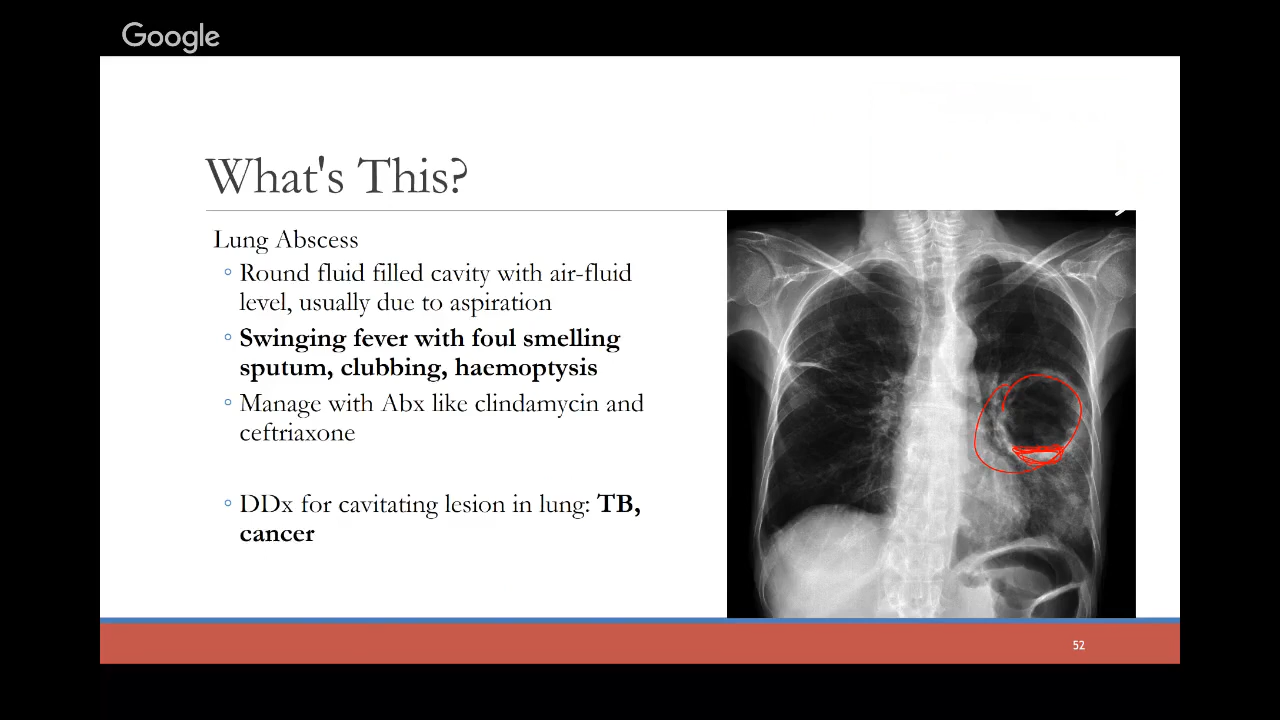 Google
What's This?
Lung Abscess
◦ Round fluid filled cavity with air-fluid
level, usually due to aspiration
◦ Swinging fever with foul smelling
sputum, clubbing, haemoptysis
◦ Manage with Abx like clindamycin and
ceftriaxone
◦ DDx for cavitating lesion in lung: TB,
cancer
52